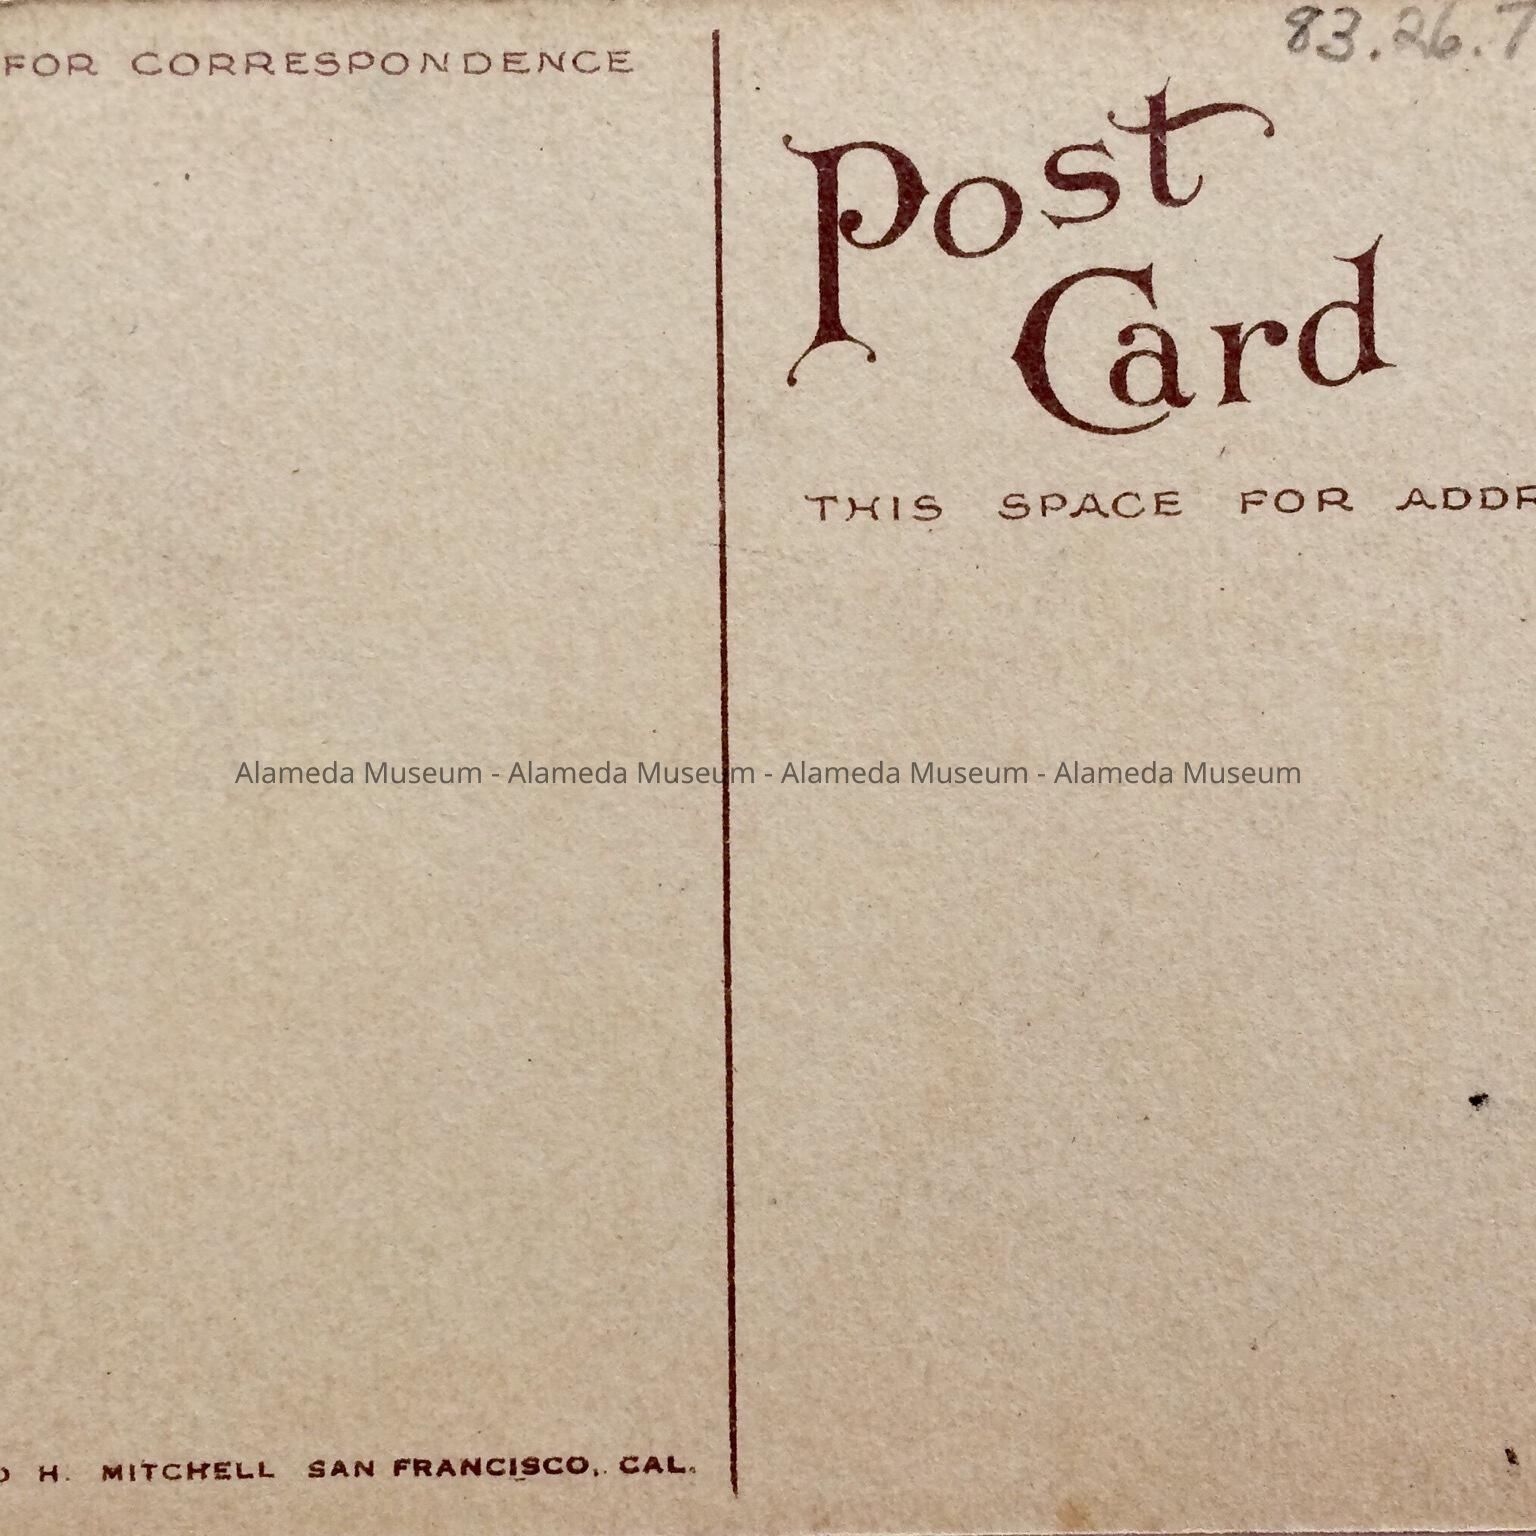 83.26.7
FOR CORRESPONDENCE
Post
Card
THIS SPACE FOR ADDR
Alameda Museum - Alameda Museum - Alameda Museum - Alameda Museum
H. MITCHELL SAN FRANCISCO, CAL.